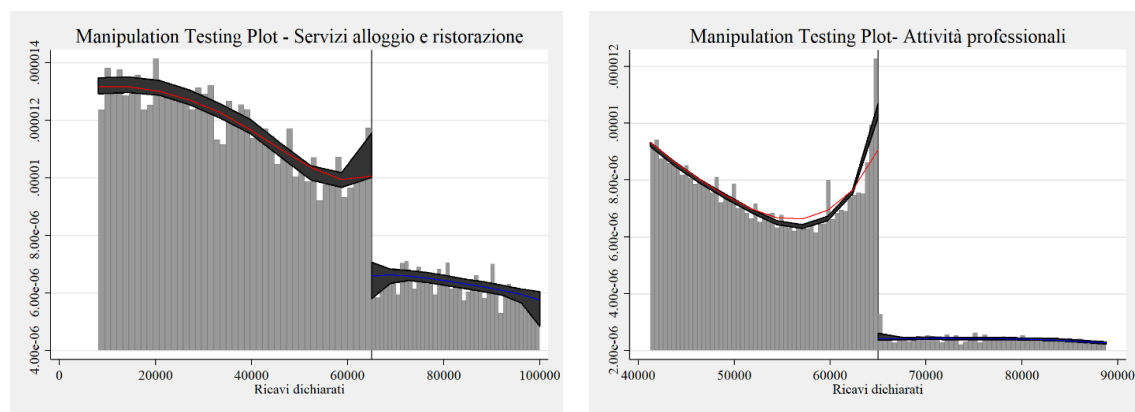 Manipulation Testing Plot - Servizi alloggio e ristorazione
.000014
.000012
.00001
8.00e-06
6.00e-06
4.00e-06
0
20000
40000
60000
80000
100000
Ricavi dichiarati
Manipulation Testing Plot- Attività professionali
.000012
.00001
8.00e-06
6.00e-06
4.00e-06
2.00e-06
40000
50000
60000
70000
80000
90000
Ricavi dichiarati